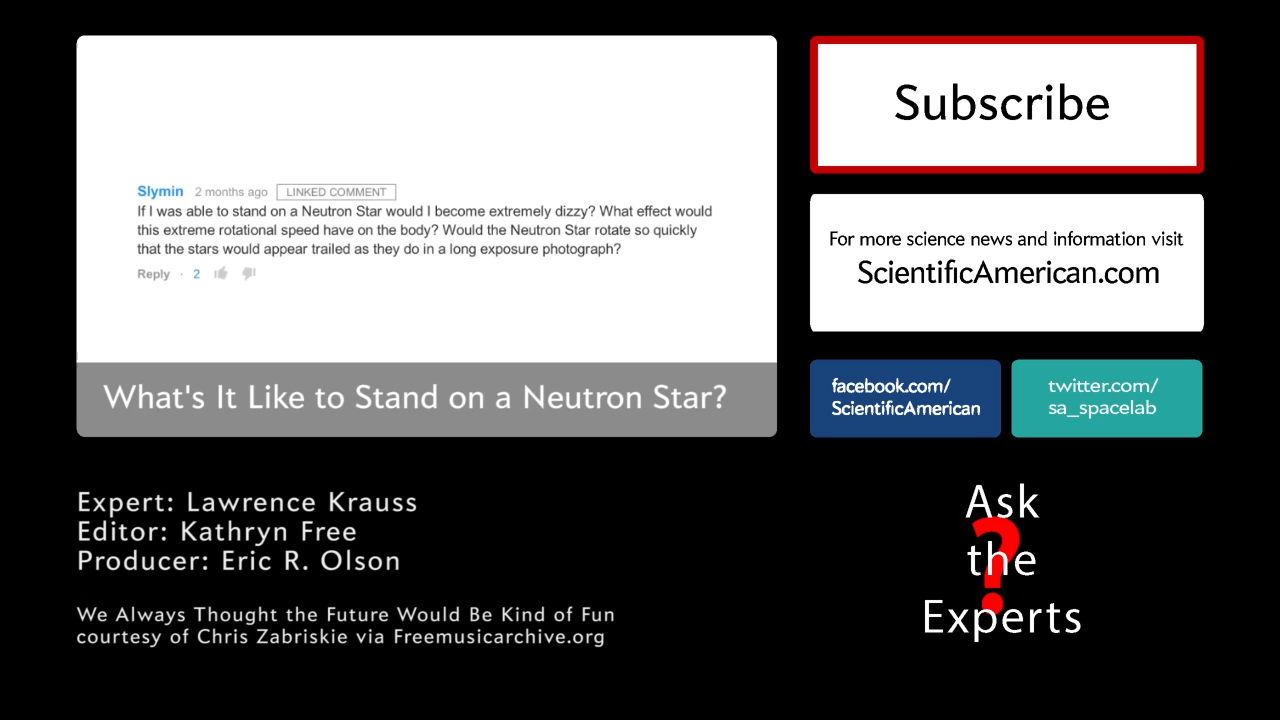 Slymin 2 months ago LINKED COMMENT
If I was able to stand on a Neutron Star would I become extremely dizzy? What effect would
this extreme rotational speed have on the body? Would the Neutron Star rotate so quickly
that the stars would appear trailed as they do in a long exposure photograph?
Reply · 2
What's It Like to Stand on a Neutron Star?
Subscribe
For more science news and information visit
ScientificAmerican.com
facebook.com/
ScientificAmerican
twitter.com/
sa_spacelab
Expert: Lawrence Krauss
Editor: Kathryn Free
Producer: Eric R. Olson
We Always Thought the Future Would Be Kind of Fun
courtesy of Chris Zabriskie via Freemusicarchive.org
Ask
the
?
Experts